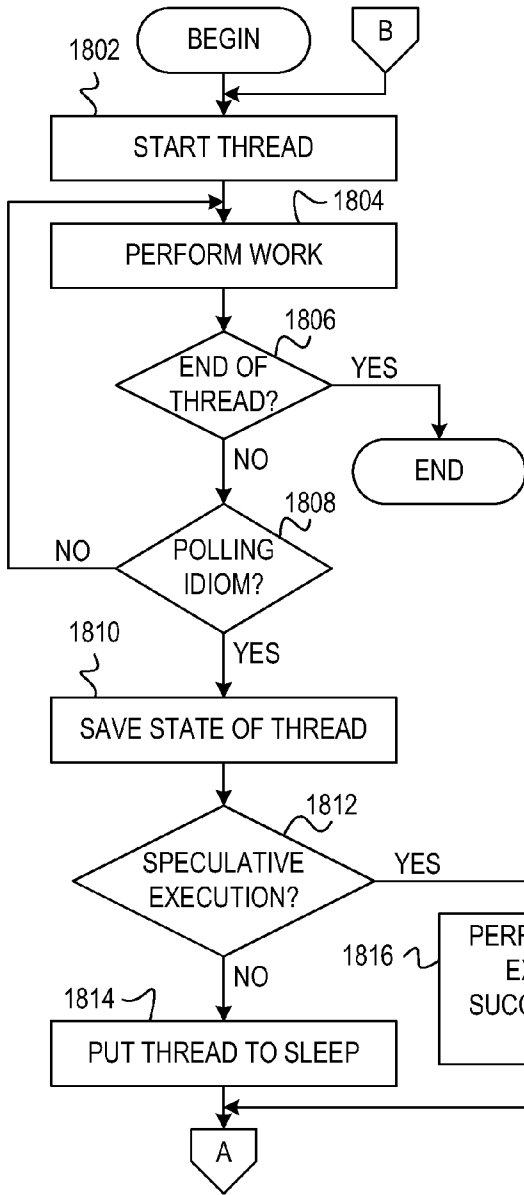 BEGIN
B
1802
START THREAD
1804
PERFORM WORK
1806
END OF
THREAD?
YES
NO
END
1808
POLLING
IDIOM?
NO
YES
1810
SAVE STATE OF THREAD
1812
SPECULATIVE
EXECUTION?
YES
NO
1816
1814
PUT THREAD TO SLEEP
A